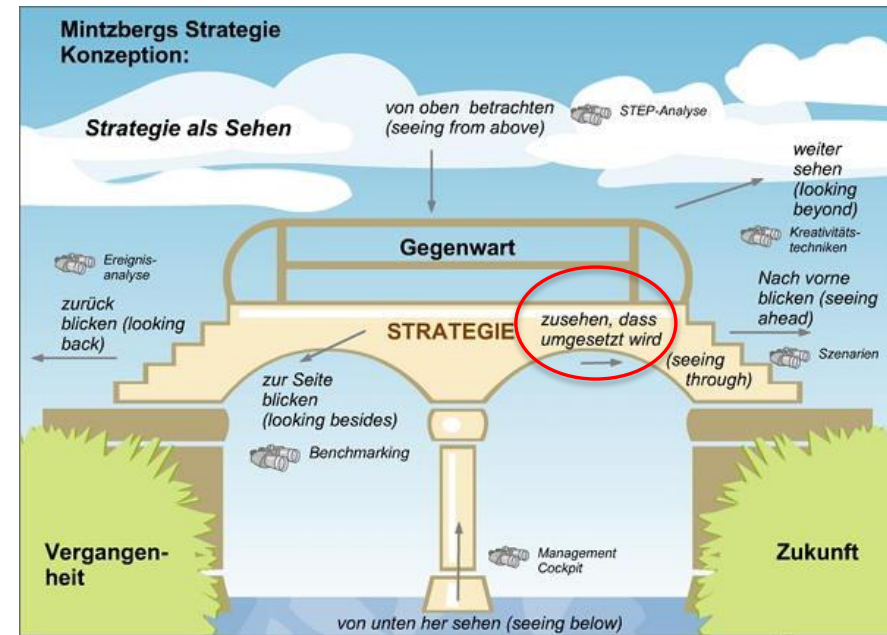 Mintzbergs Strategie
Konzeption:
Strategie als Sehen
von oben betrachten
(seeing from above)
STEP-Analyse
weiter
sehen
(looking
beyond)
Kreativitäts-
techniken
Gegenwart
Ereignis-
analyse
zurück
blicken (looking
back)
Nach vorne
blicken (seeing
ahead)
Szenarien
STRATEGIE
zusehen, dass
umgesetzt wird
(seeing
through)
zur Seite
blicken
(looking besides)
Benchmarking
Vergangen-
heit
Management
Cockpit
Zukunft
von unten her sehen (seeing below)